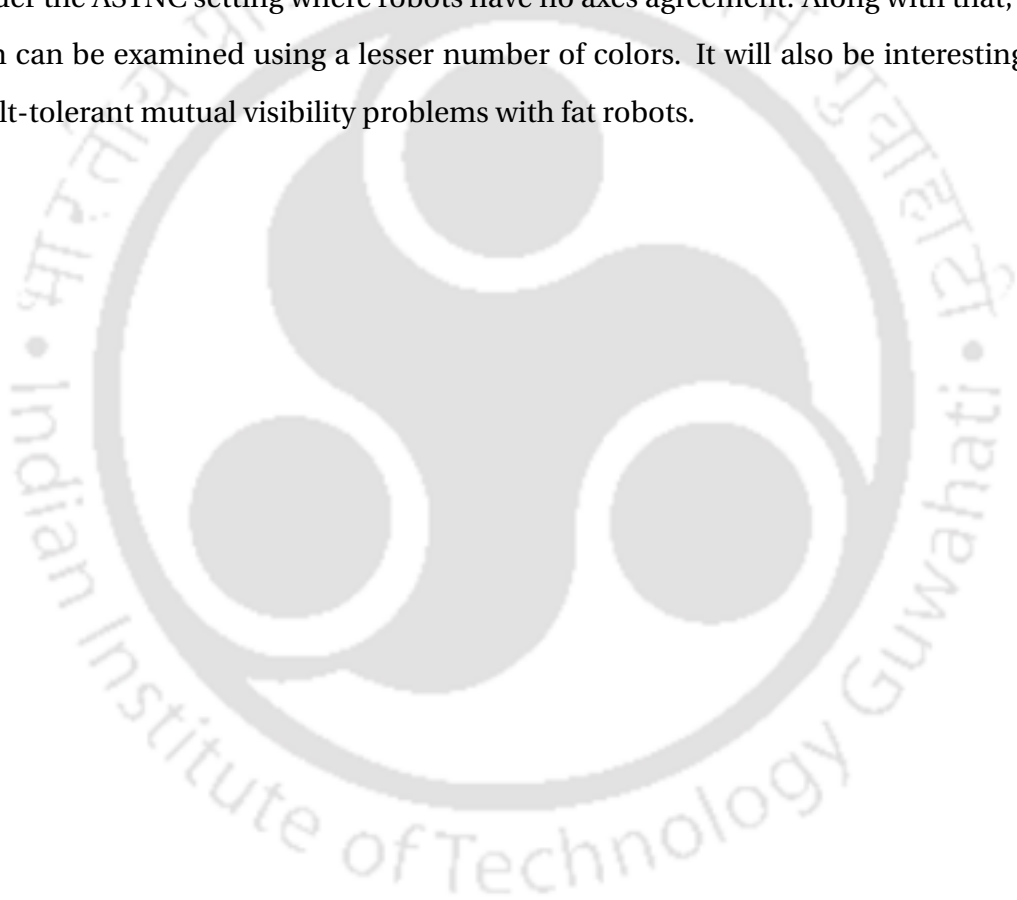 der the ASYNC setting where robots have no axes agreement. Along with that,
n can be examined using a lesser number of colors. It will also be interesting
lt-tolerant mutual visibility problems with fat robots.
गुवाहाटी
• Indian Institute of Technology Guwahati •